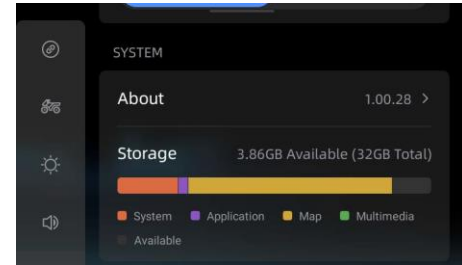 SYSTEM
About 1.00.28 >
Storage 3.86GB Available (32GB Total)
System Application Map Multimedia
Available